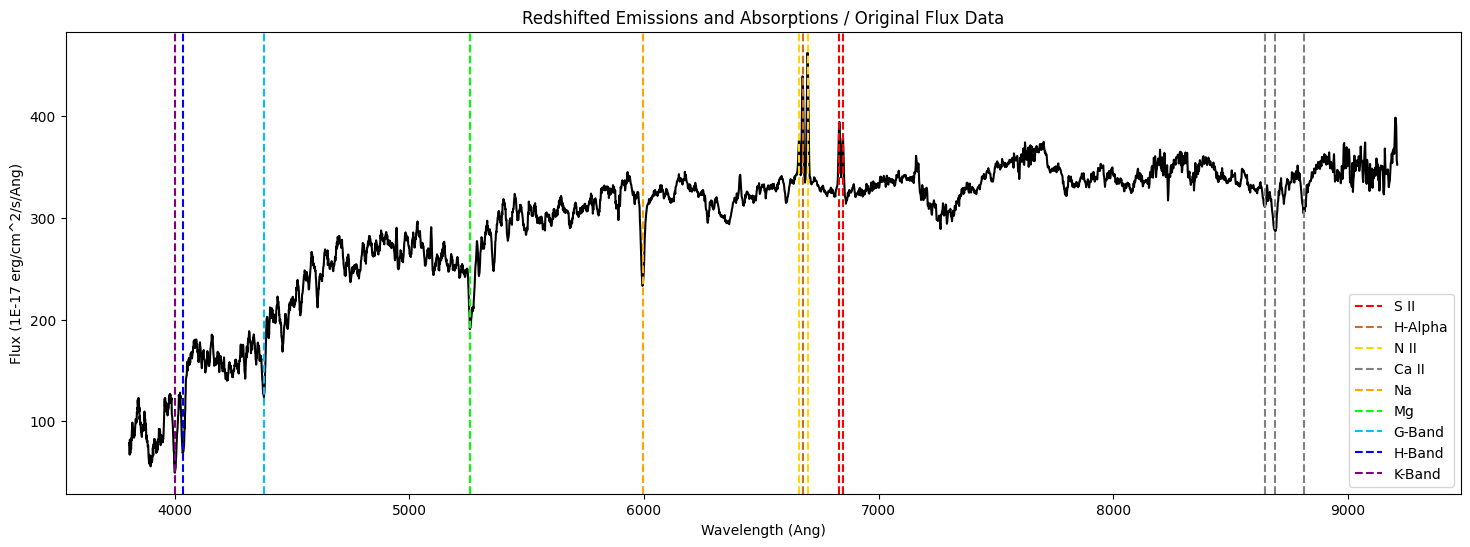 Redshifted Emissions and Absorptions / Original Flux Data
Flux (1E-17 erg/cm^2/s/Ang)
400
300
200
100
4000
5000
6000
7000
8000
9000
Wavelength (Ang)
S II
H-Alpha
N II
Ca II
Na
Mg
G-Band
H-Band
K-Band